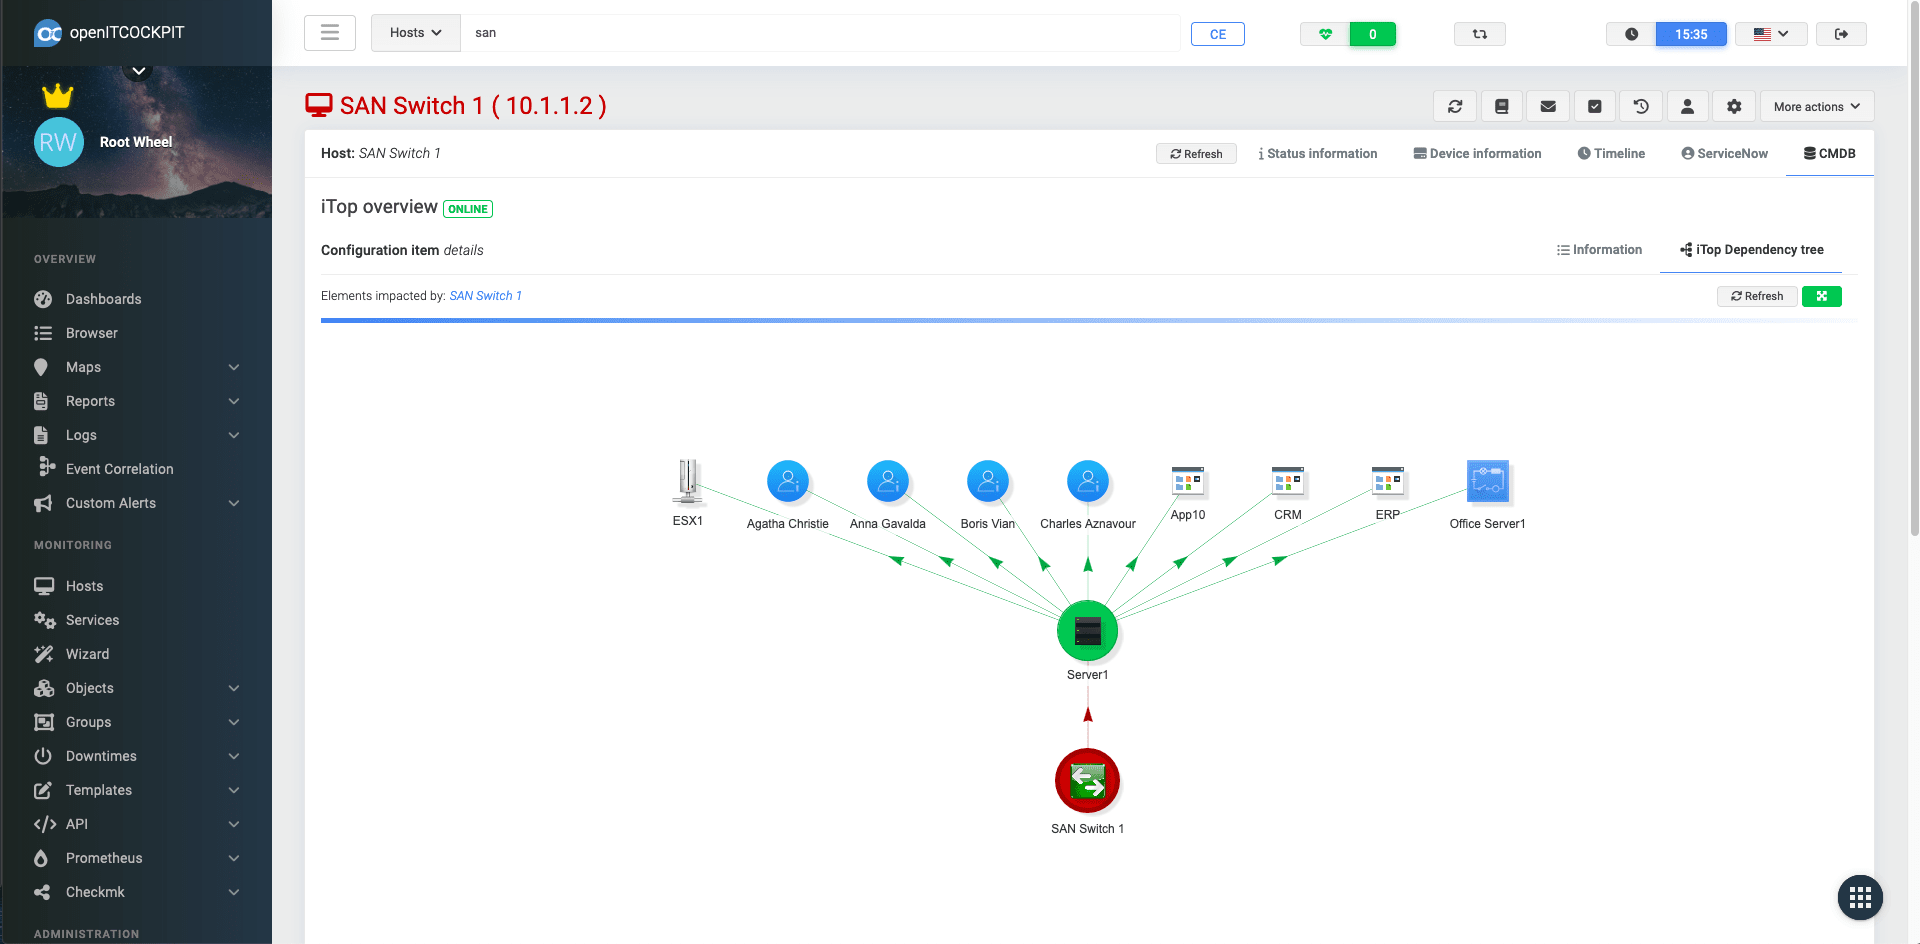 openITCOCKPIT
Hosts
san
CE
0
15:35
RW
Root Wheel
SAN Switch 1 ( 10.1.1.2 )
More actions
Host: SAN Switch 1
Refresh
Status information
Device information
Timeline
ServiceNow
CMDB
iTop overview ONLINE
Configuration item details
Information
iTop Dependency tree
Elements impacted by: SAN Switch 1
Refresh
OVERVIEW
Dashboards
Browser
Maps
Reports
Logs
Event Correlation
Custom Alerts
MONITORING
Hosts
Services
Wizard
Objects
Groups
Downtimes
Templates
API
Prometheus
Checkmk
ADMINISTRATION
ESX1
Agatha Christie
Anna Gavalda
Boris Vian
Charles Aznavour
App10
CRM
ERP
Office Server1
Server1
SAN Switch 1